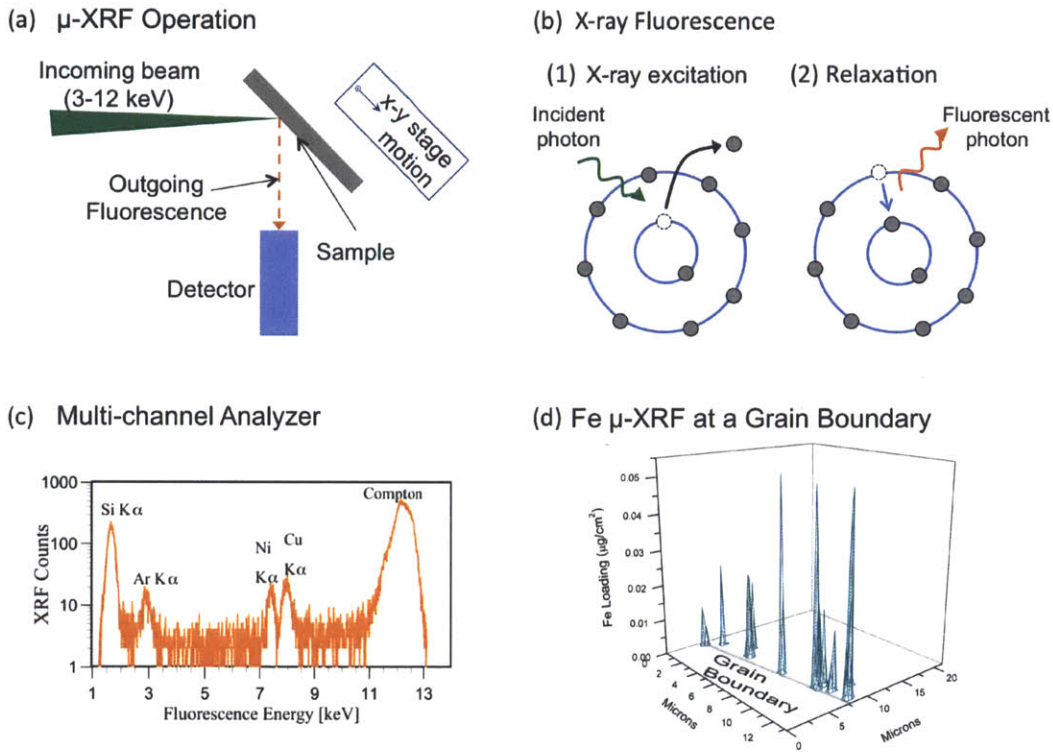 (a) μ-XRF Operation
Incoming beam
(3-12 keV)
x-y stage
motion
Outgoing
Fluorescence
Sample
Detector
(b) X-ray Fluorescence
(1) X-ray excitation
(2) Relaxation
Incident
photon
Fluorescent
photon
(c) Multi-channel Analyzer
1000
100
10
1
XRF Counts
Si Kα
Ar Kα
Ni
Kα
Cu
Kα
Compton
1 3 5 7 9 11 13
Fluorescence Energy [keV]
(d) Fe μ-XRF at a Grain Boundary
0.05
0.04
0.03
0.02
0.01
0.00
Fe Loading (μg/cm²)
0
2
4
6
8
10
12
Microns
Grain
Boundary
0
5
10
15
20
Microns